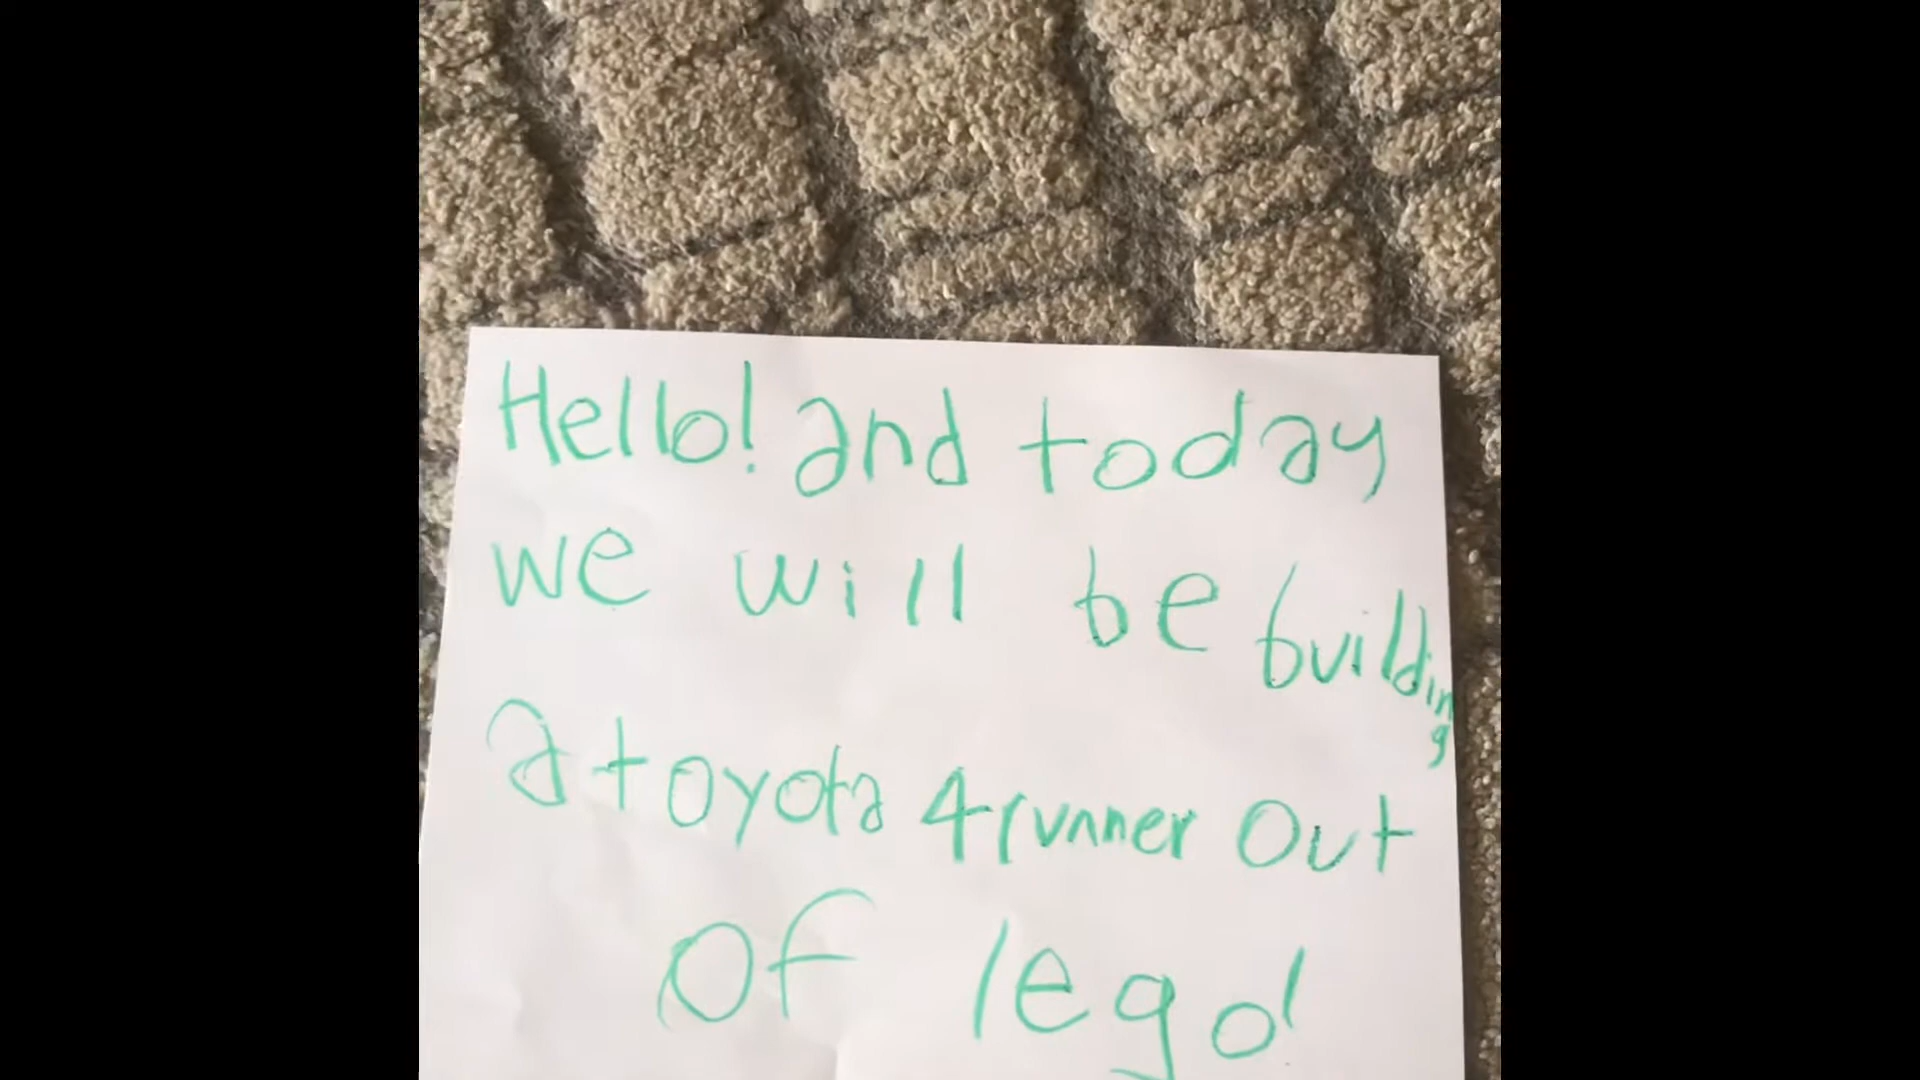 Hello! and today
we will be building
a toyota 4runner out
of lego!